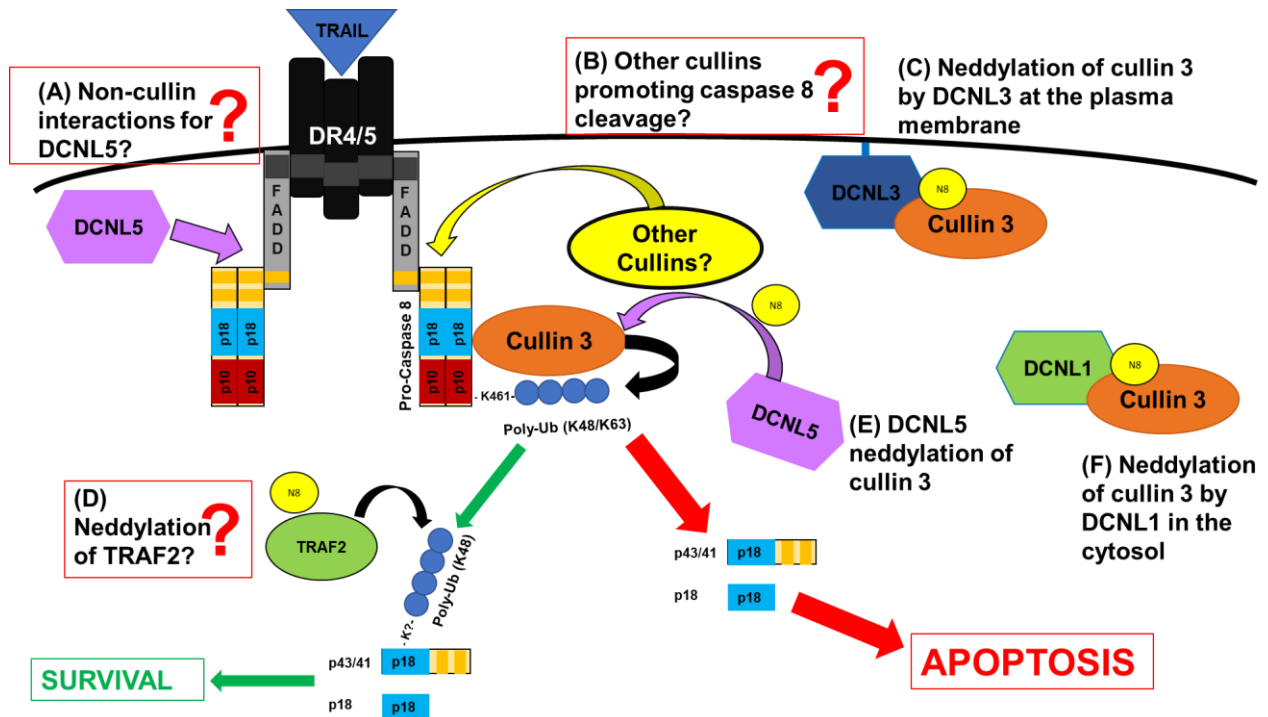 TRAIL
(A) Non-cullin
interactions for
DCNL5?
?
(B) Other cullins
promoting caspase 8
cleavage?
?
(C) Neddylation of cullin 3
by DCNL3 at the plasma
membrane
DR4/5
FADD
FADD
DCNL5
DCNL3
N8
Cullin 3
Other
Cullins?
p18
p18
p10
p10
Pro-Caspase 8
p18
p18
p10
p10
Cullin 3
N8
- K461-
Poly-Ub (K48/K63)
DCNL5
(E) DCNL5
neddylation of
cullin 3
DCNL1
N8
Cullin 3
(F) Neddylation
of cullin 3 by
DCNL1 in the
cytosol
(D)
Neddylation
of TRAF2?
?
N8
TRAF2
Poly-Ub (K48)
- K?-
p43/41
p18
p18
p18
p43/41
p18
p18
p18
SURVIVAL
APOPTOSIS